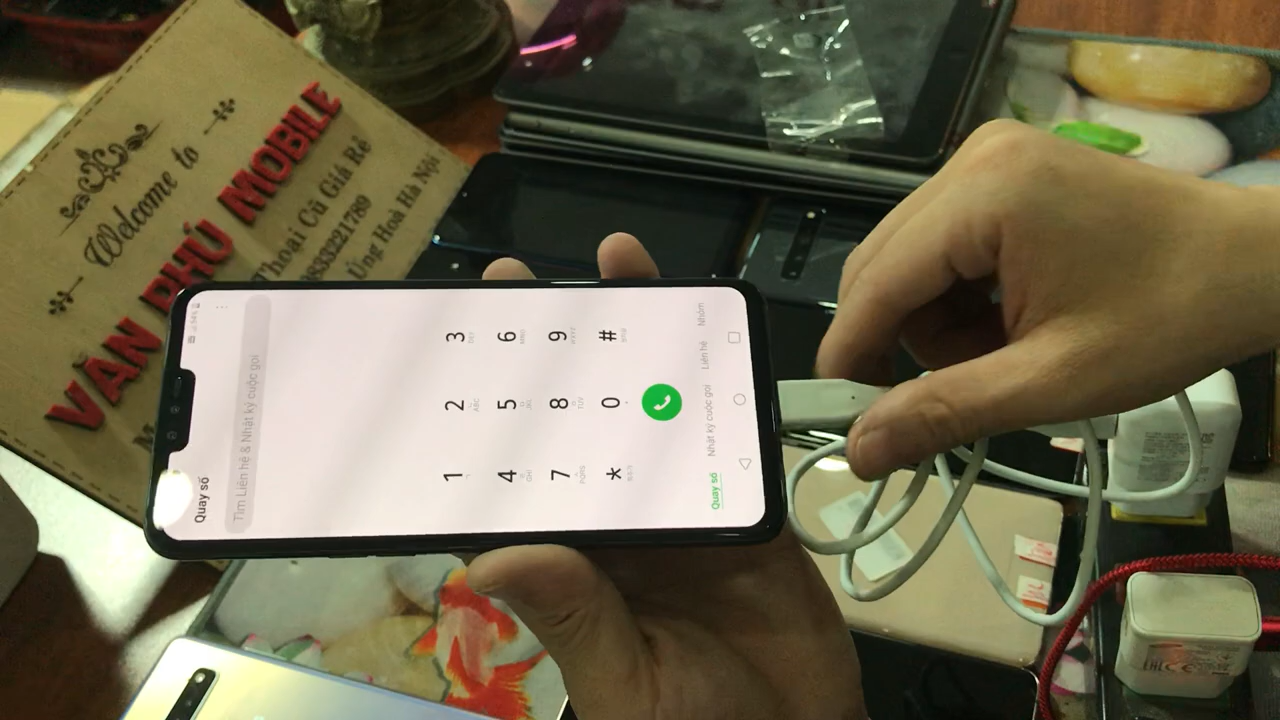 Welcome to
VĂN PHÚ MOBILE
Thoại Cũ Giá Rẻ
0833221789
Ứng Hoà Hà Nội
Quay số
Tìm Liên hệ & Nhật ký cuộc gọi
1 2 3
4 5 6
7 8 9
* 0 #
Quay số Nhật ký cuộc gọi Liên hệ Nhóm